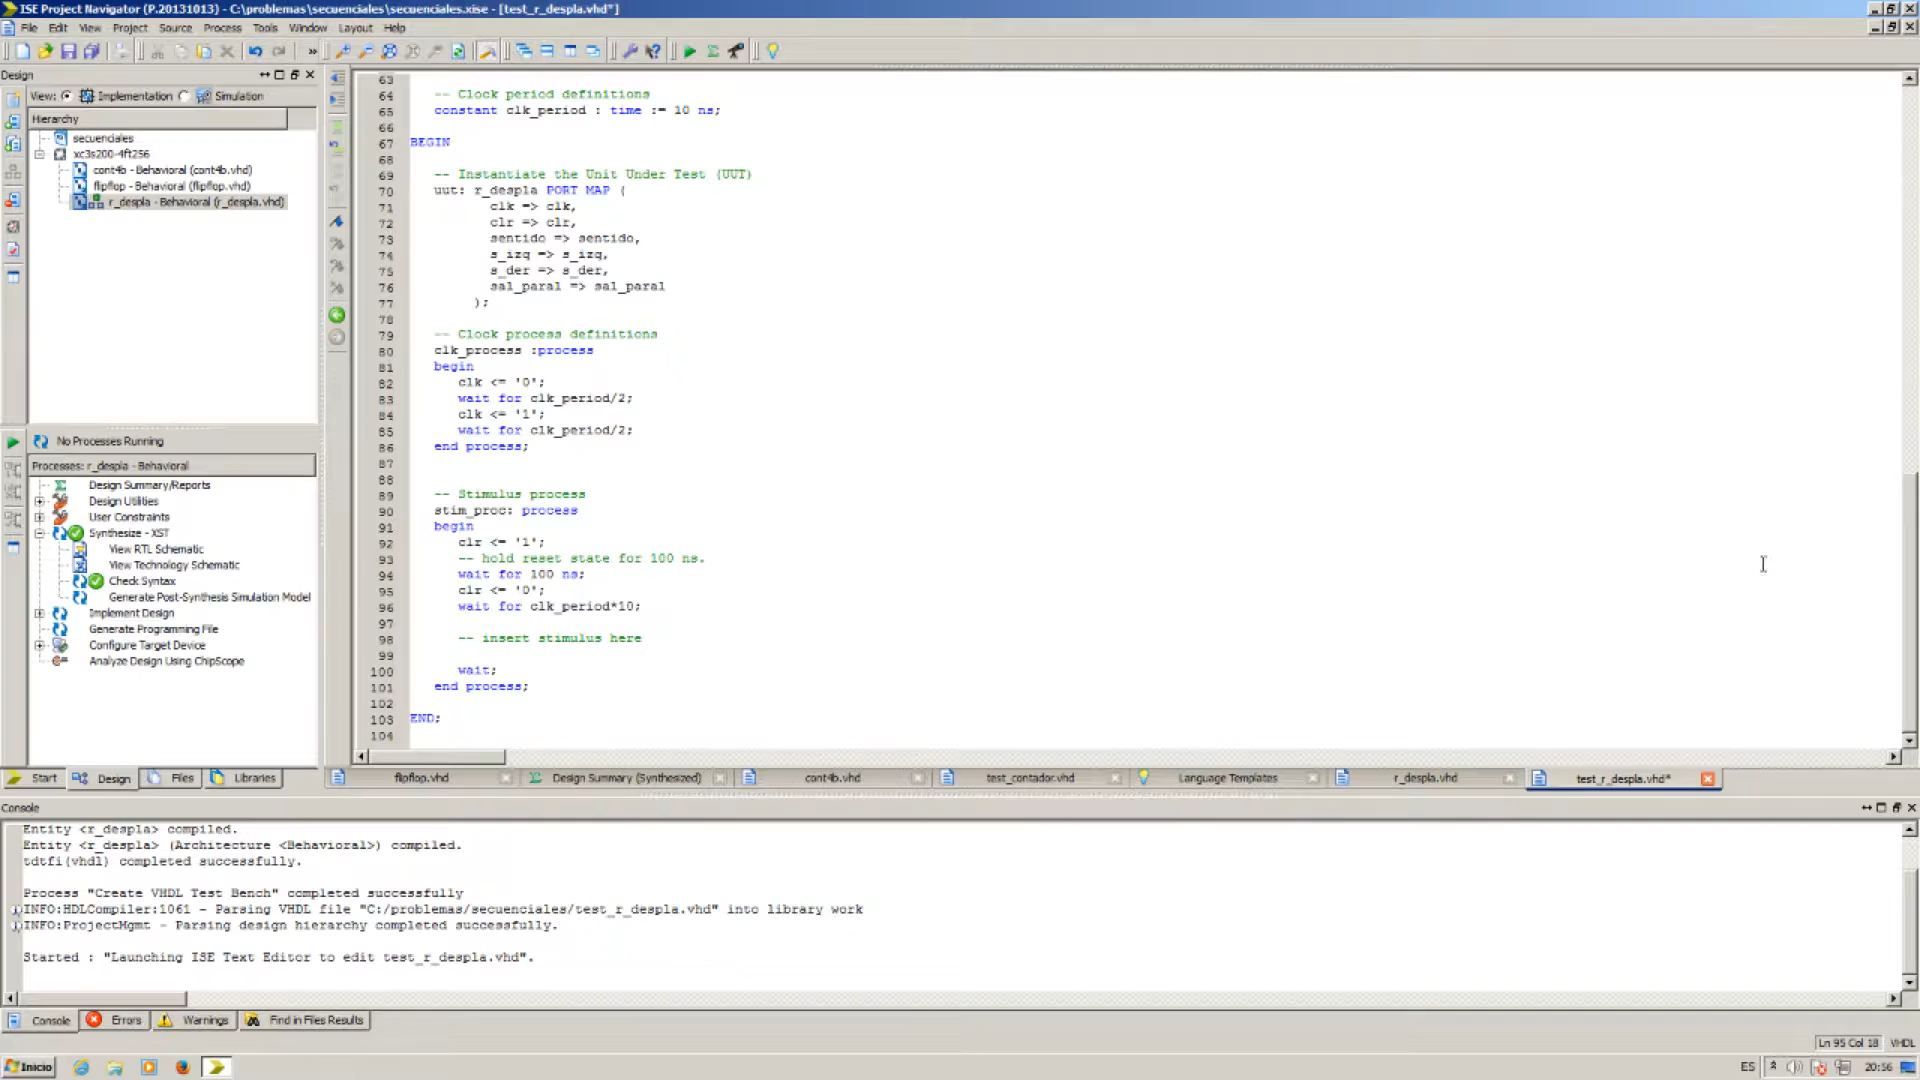 ISE Project Navigator (P.20131013) - C:\problemas\secuenciales\secuenciales.xise - [test_r_despla.vhd*]
File Edit View Project Source Process Tools Window Layout Help
Design
View: Implementation Simulation
Hierarchy
secuenciales
xc3s200-4ft256
cont4b - Behavioral (cont4b.vhd)
flipflop - Behavioral (flipflop.vhd)
r_despla - Behavioral (r_despla.vhd)
No Processes Running
Processes: r_despla - Behavioral
Design Summary/Reports
Design Utilities
User Constraints
Synthesize - XST
View RTL Schematic
View Technology Schematic
Check Syntax
Generate Post-Synthesis Simulation Model
Implement Design
Generate Programming File
Configure Target Device
Analyze Design Using ChipScope
Start Design Files Libraries
63
64 -- Clock period definitions
65 constant clk_period : time := 10 ns;
66
67 BEGIN
68
69 -- Instantiate the Unit Under Test (UUT)
70 uut: r_despla PORT MAP (
71 clk => clk,
72 clr => clr,
73 sentido => sentido,
74 s_izq => s_izq,
75 s_der => s_der,
76 sal_paral => sal_paral
77 );
78
79 -- Clock process definitions
80 clk_process :process
81 begin
82 clk <= '0';
83 wait for clk_period/2;
84 clk <= '1';
85 wait for clk_period/2;
86 end process;
87
88
89 -- Stimulus process
90 stim_proc: process
91 begin
92 clr <= '1';
93 -- hold reset state for 100 ns.
94 wait for 100 ns;
95 clr <= '0';
96 wait for clk_period*10;
97
98 -- insert stimulus here
99
100 wait;
101 end process;
102
103 END;
104
flipflop.vhd Design Summary (Synthesized) cont4b.vhd test_contador.vhd Language Templates r_despla.vhd test_r_despla.vhd*
Console
Entity <r_despla> compiled.
Entity <r_despla> (Architecture <Behavioral>) compiled.
tdtfi(vhdl) completed successfully.
Process "Create VHDL Test Bench" completed successfully
INFO:HDLCompiler:1061 - Parsing VHDL file "C:/problemas/secuenciales/test_r_despla.vhd" into library work
INFO:ProjectMgmt - Parsing design hierarchy completed successfully.
Started : "Launching ISE Text Editor to edit test_r_despla.vhd".
Console Errors Warnings Find in Files Results
Ln 95 Col 18 VHDL
Inicio ES 20:56